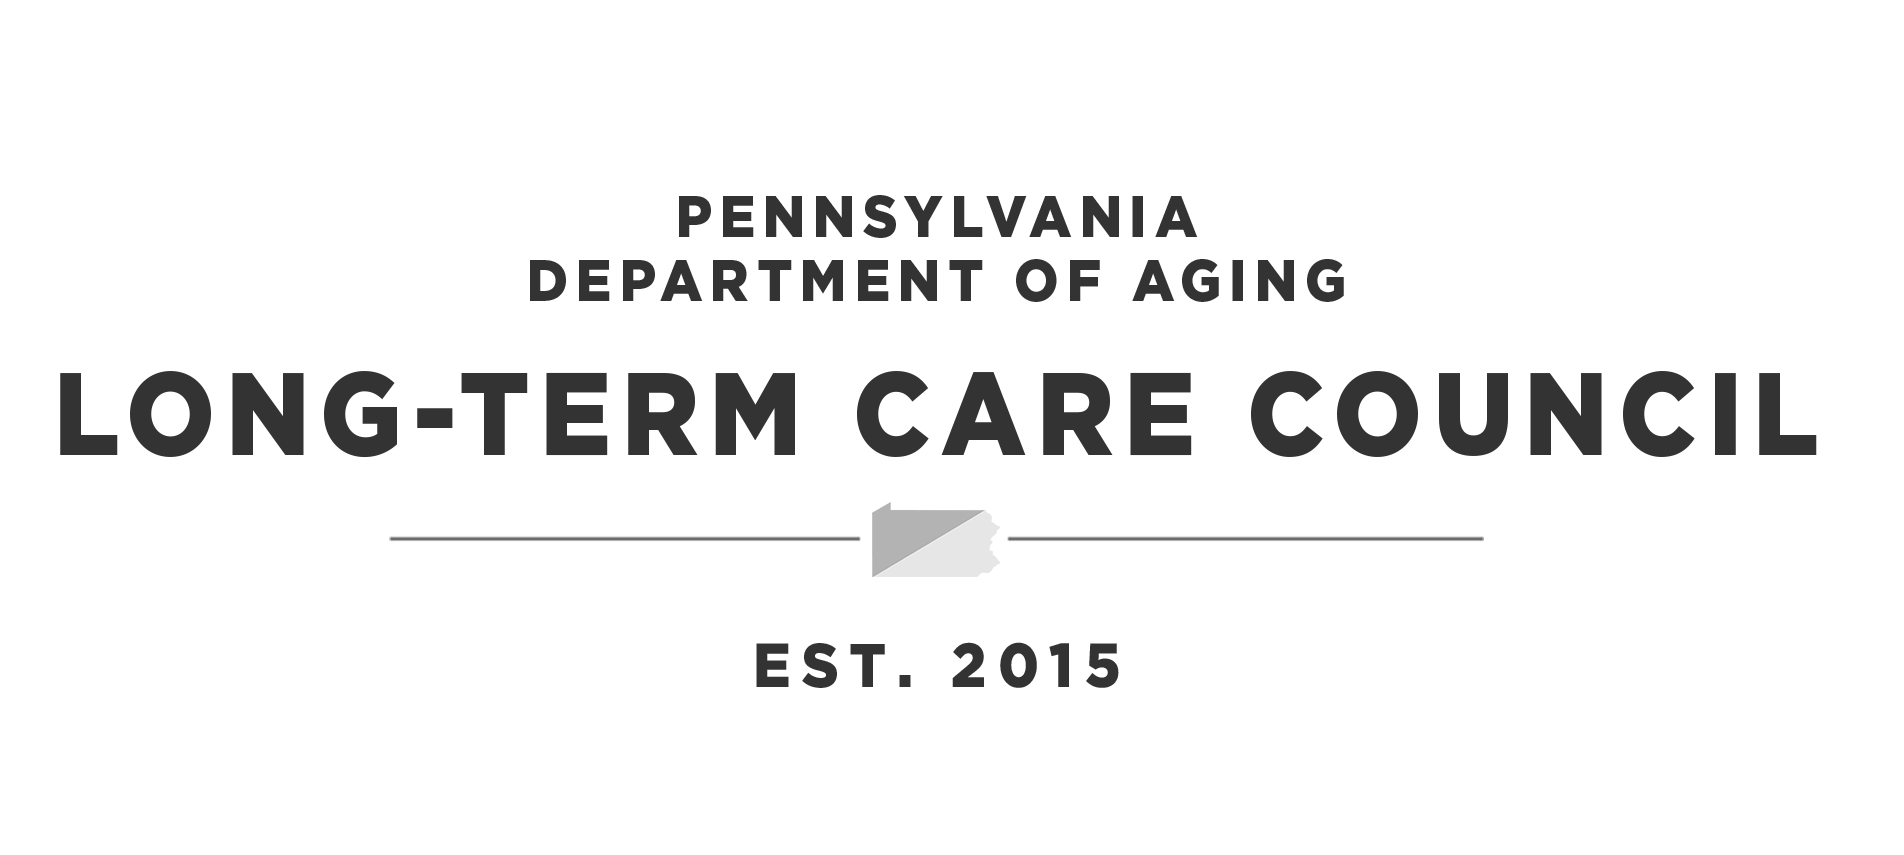 PENNSYLVANIA
DEPARTMENT OF AGING
LONG-TERM CARE COUNCIL
EST. 2015